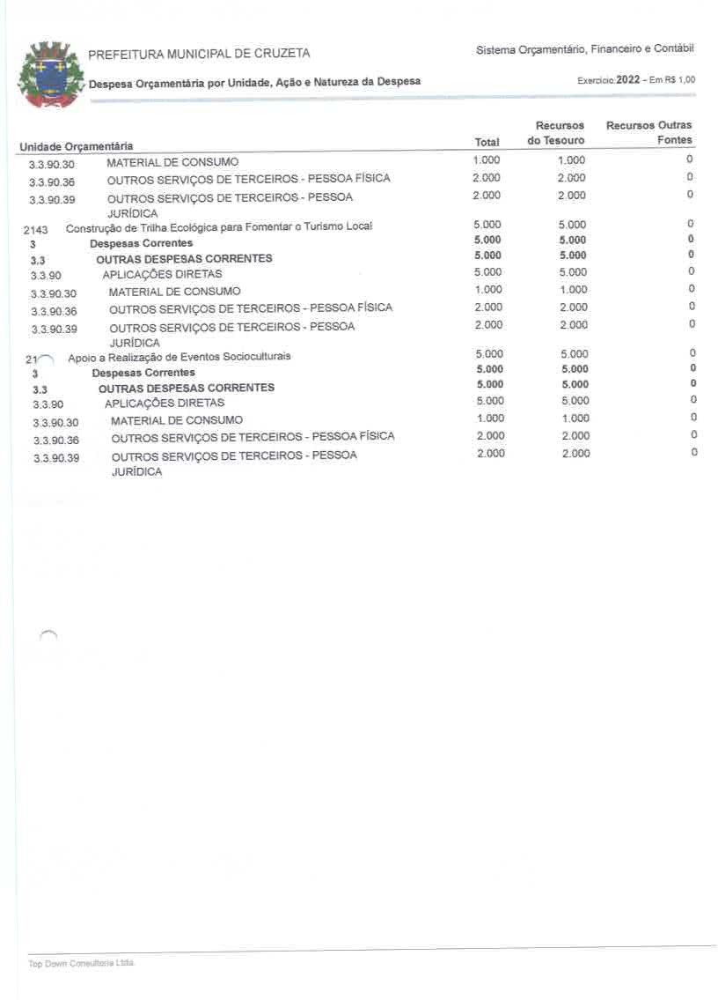 PREFEITURA MUNICIPAL DE CRUZETA
Sistema Orçamentário, Financeiro e Contábil
Despesa Orçamentária por Unidade, Ação e Natureza da Despesa
Exercício: 2022 – Em R$ 1,00
Unidade Orçamentária Total Recursos do Tesouro Recursos Outras Fontes
3.3.90.30 MATERIAL DE CONSUMO 1.000 1.000 0
3.3.90.36 OUTROS SERVIÇOS DE TERCEIROS - PESSOA FÍSICA 2.000 2.000 0
3.3.90.39 OUTROS SERVIÇOS DE TERCEIROS - PESSOA 2.000 2.000 0
JURÍDICA
2143 Construção de Trilha Ecológica para Fomentar o Turismo Local 5.000 5.000 0
3 Despesas Correntes 5.000 5.000 0
3.3 OUTRAS DESPESAS CORRENTES 5.000 5.000 0
3.3.90 APLICAÇÕES DIRETAS 5.000 5.000 0
3.3.90.30 MATERIAL DE CONSUMO 1.000 1.000 0
3.3.90.36 OUTROS SERVIÇOS DE TERCEIROS - PESSOA FÍSICA 2.000 2.000 0
3.3.90.39 OUTROS SERVIÇOS DE TERCEIROS - PESSOA 2.000 2.000 0
JURÍDICA
Apoio a Realização de Eventos Socioculturais 5.000 5.000 0
3 Despesas Correntes 5.000 5.000 0
3.3 OUTRAS DESPESAS CORRENTES 5.000 5.000 0
3.3.90 APLICAÇÕES DIRETAS 5.000 5.000 0
3.3.90.30 MATERIAL DE CONSUMO 1.000 1.000 0
3.3.90.36 OUTROS SERVIÇOS DE TERCEIROS - PESSOA FÍSICA 2.000 2.000 0
3.3.90.39 OUTROS SERVIÇOS DE TERCEIROS - PESSOA 2.000 2.000 0
JURÍDICA
Top Down Consultoria Ltda.